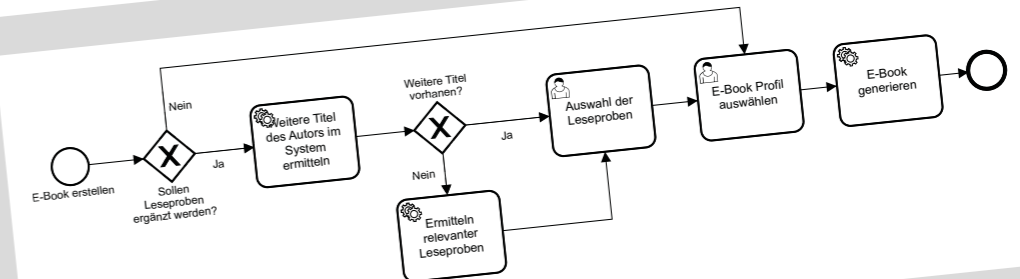 E-Book erstellen
Sollen
Leseproben
ergänzt werden?
Nein
Ja
Weitere Titel
des Autors im
System
ermitteln
Weitere Titel
vorhanen?
Ja
Nein
Ermitteln
relevanter
Leseproben
Auswahl der
Leseproben
E-Book Profil
auswählen
E-Book
generieren